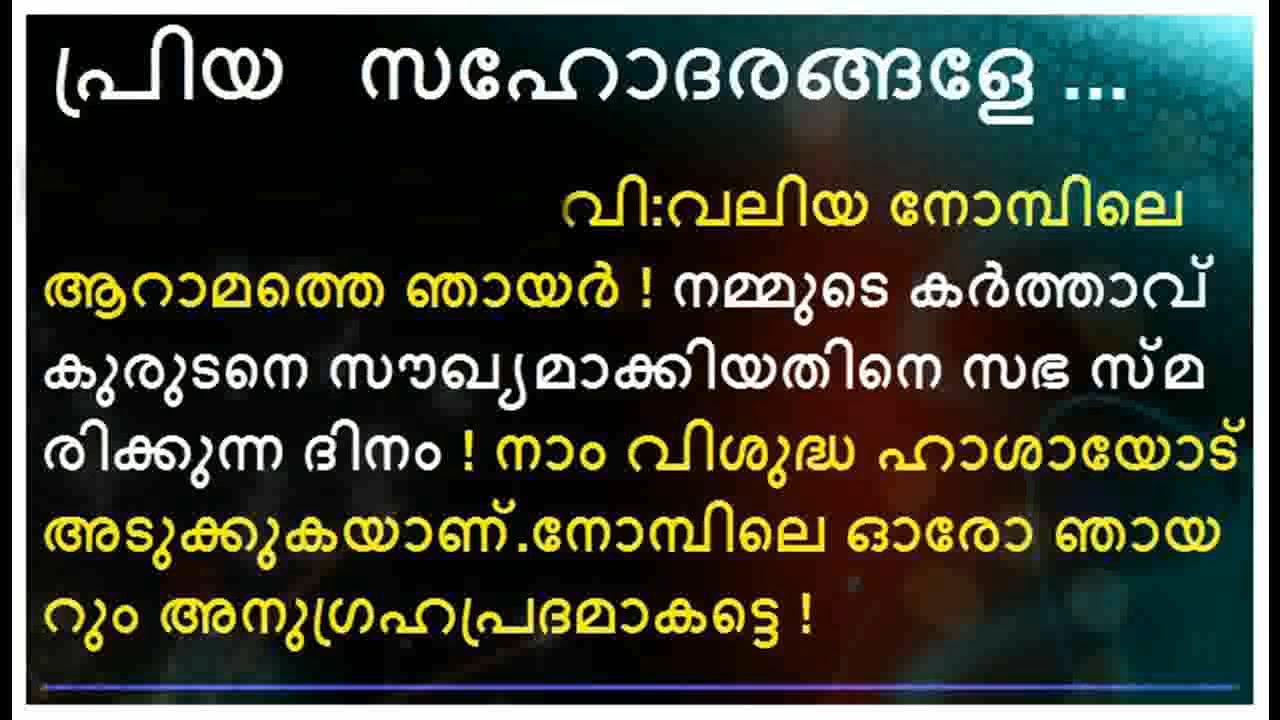 പ്രിയ സഹോദരങ്ങളേ ...
വി:വലിയ നോമ്പിലെ
ആറാമത്തെ ഞായർ ! നമ്മുടെ കർത്താവ്
കുരുടനെ സൗഖ്യമാക്കിയതിനെ സഭ സ്മ
രിക്കുന്ന ദിനം ! നാം വിശുദ്ധ ഹാശായോട്
അടുക്കുകയാണ്.നോമ്പിലെ ഓരോ ഞായ
റും അനുഗ്രഹപ്രദമാകട്ടെ !